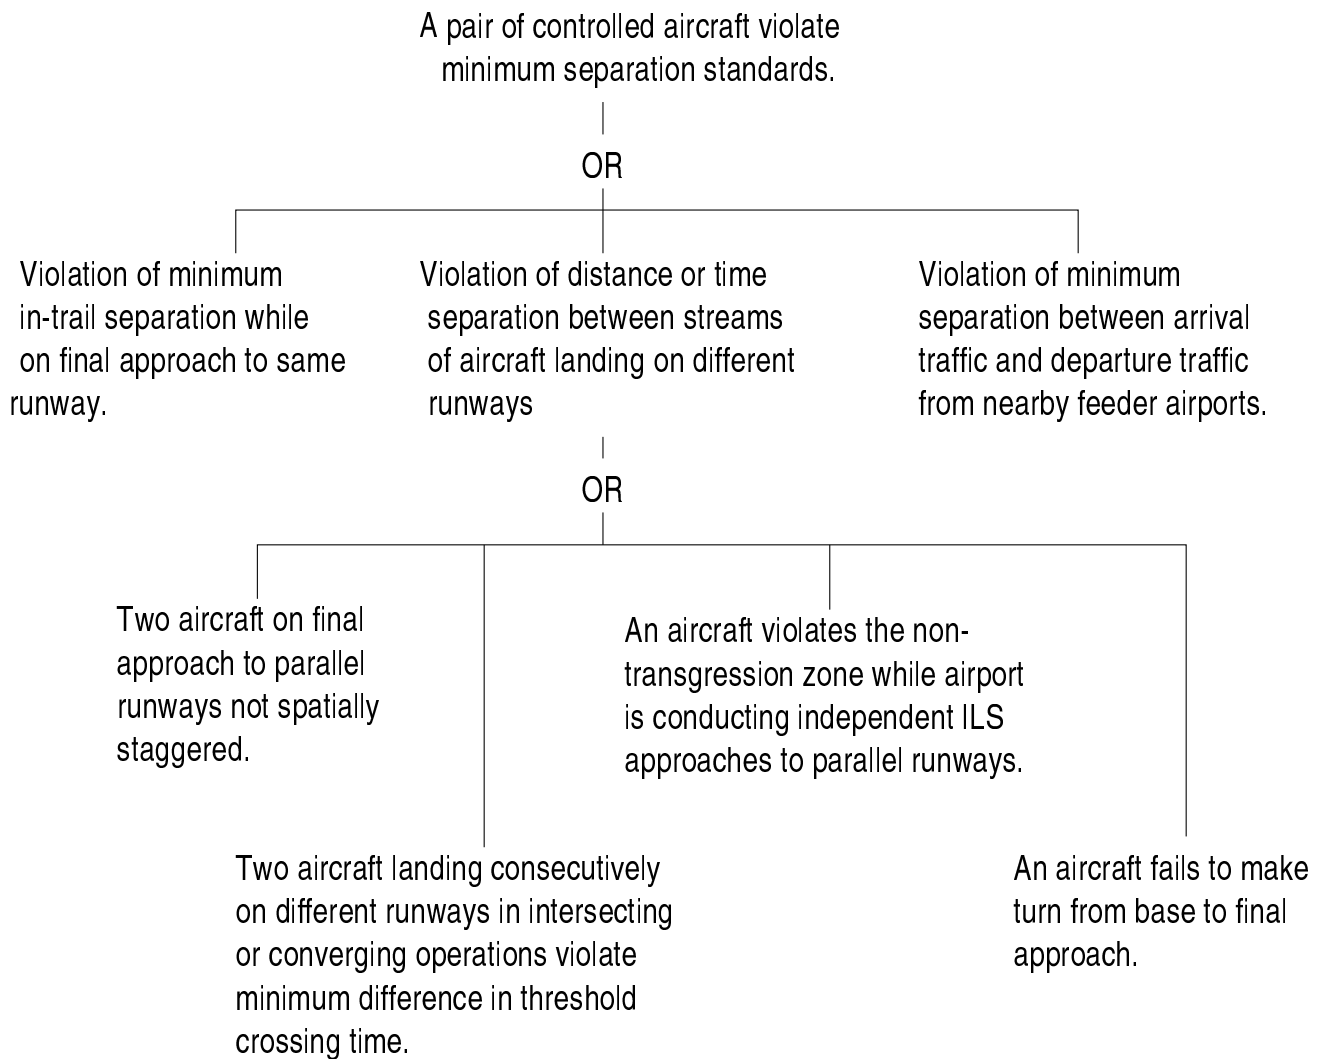 A pair of controlled aircraft violate
minimum separation standards.
OR
Violation of minimum
in-trail separation while
on final approach to same
runway.
Violation of distance or time
separation between streams
of aircraft landing on different
runways
Violation of minimum
separation between arrival
traffic and departure traffic
from nearby feeder airports.
OR
Two aircraft on final
approach to parallel
runways not spatially
staggered.
Two aircraft landing consecutively
on different runways in intersecting
or converging operations violate
minimum difference in threshold
crossing time.
An aircraft violates the non-
transgression zone while airport
is conducting independent ILS
approaches to parallel runways.
An aircraft fails to make
turn from base to final
approach.